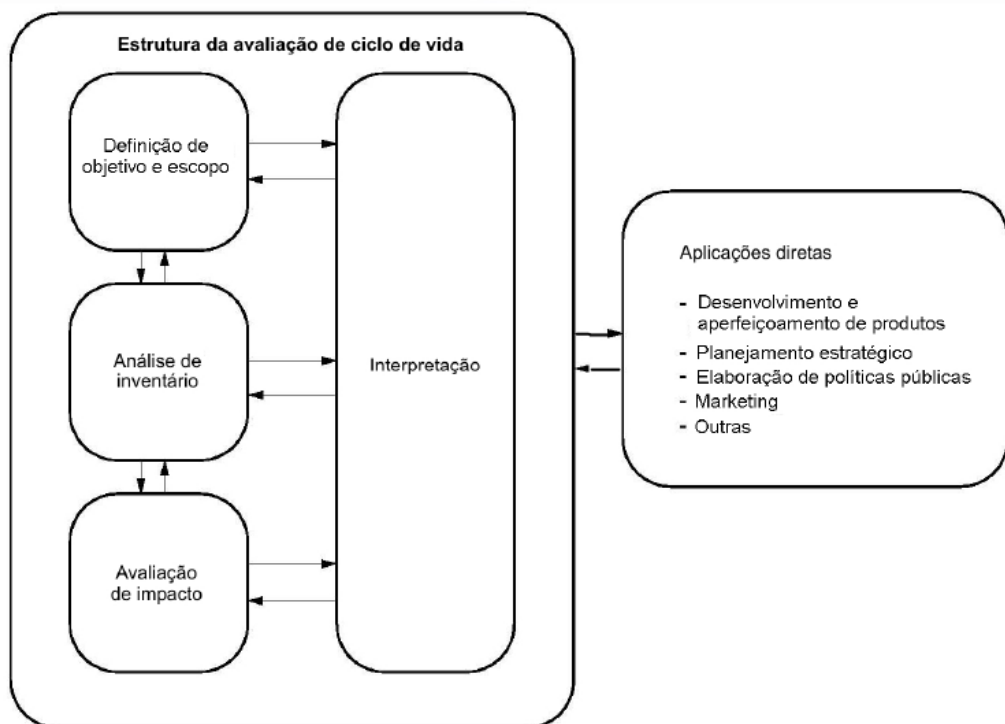 Estrutura da avaliação de ciclo de vida
Definição de
objetivo e escopo
Análise de
inventário
Avaliação
de impacto
Interpretação
Aplicações diretas
- Desenvolvimento e
aperfeiçoamento de produtos
- Planejamento estratégico
- Elaboração de políticas públicas
- Marketing
- Outras